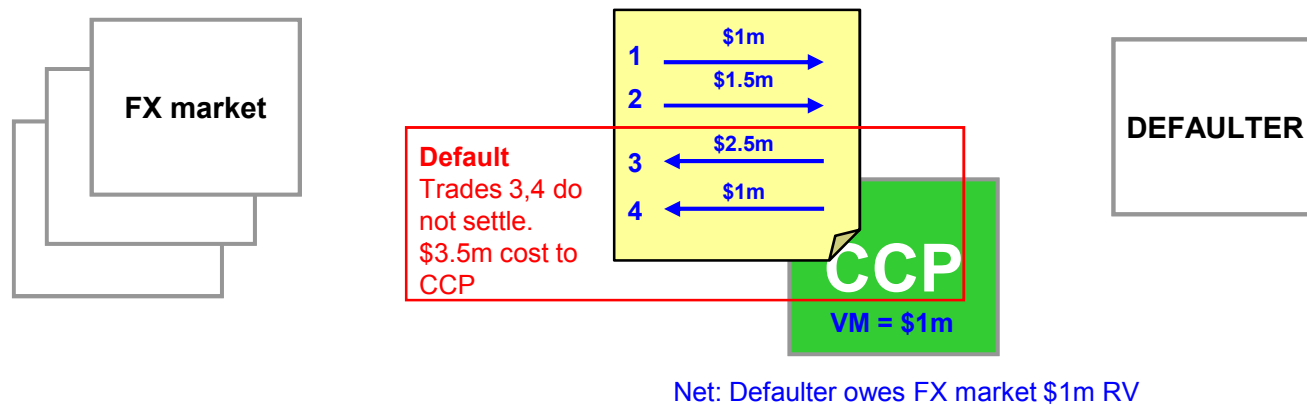 FX market
1 $1m
2 $1.5m
3 $2.5m
4 $1m
Default
Trades 3,4 do
not settle.
$3.5m cost to
CCP
CCP
VM = $1m
DEFAULTER
Net: Defaulter owes FX market $1m RV